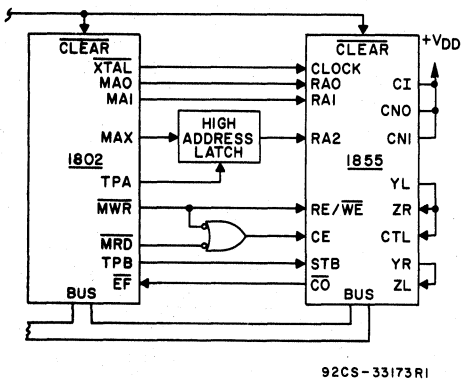 CLEAR
XTAL
MA0
MA1
MAX
1802
TPA
MWR
MRD
TPB
EF
BUS
HIGH
ADDRESS
LATCH
CLEAR
+VDD
CLOCK
RA0
RA1
CI
CN0
CN1
RA2
1855
YL
RE/WE
ZR
CE
CTL
STB
YR
CO
ZL
BUS
92CS-33173R1